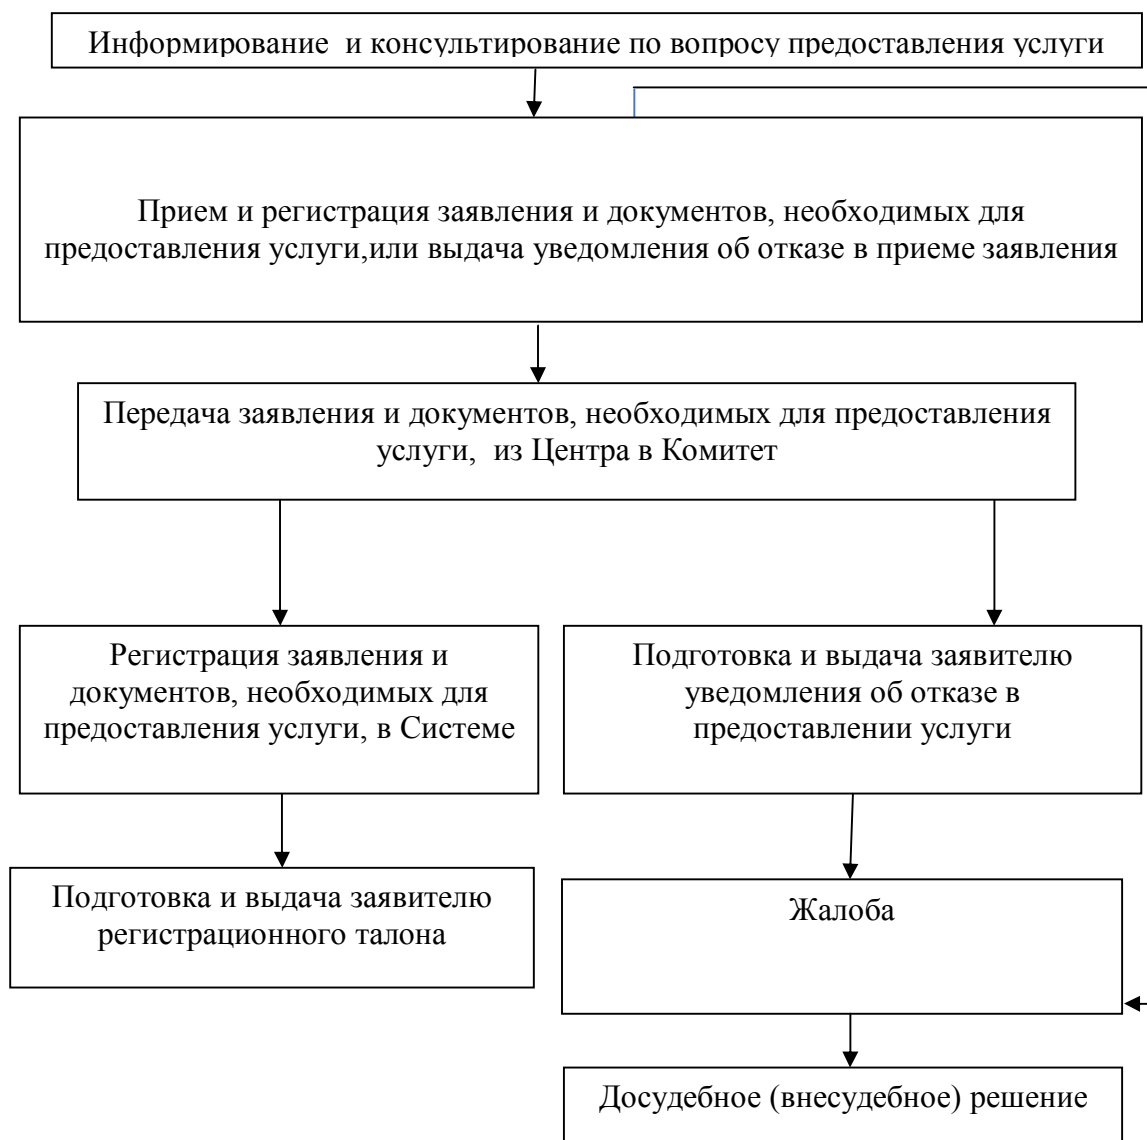 Информирование и консультирование по вопросу предоставления услуги
Прием и регистрация заявления и документов, необходимых для
предоставления услуги,или выдача уведомления об отказе в приеме заявления
Передача заявления и документов, необходимых для предоставления
услуги, из Центра в Комитет
Регистрация заявления и
документов, необходимых для
предоставления услуги, в Системе
Подготовка и выдача заявителю
уведомления об отказе в
предоставлении услуги
Подготовка и выдача заявителю
регистрационного талона
Жалоба
Досудебное (внесудебное) решение